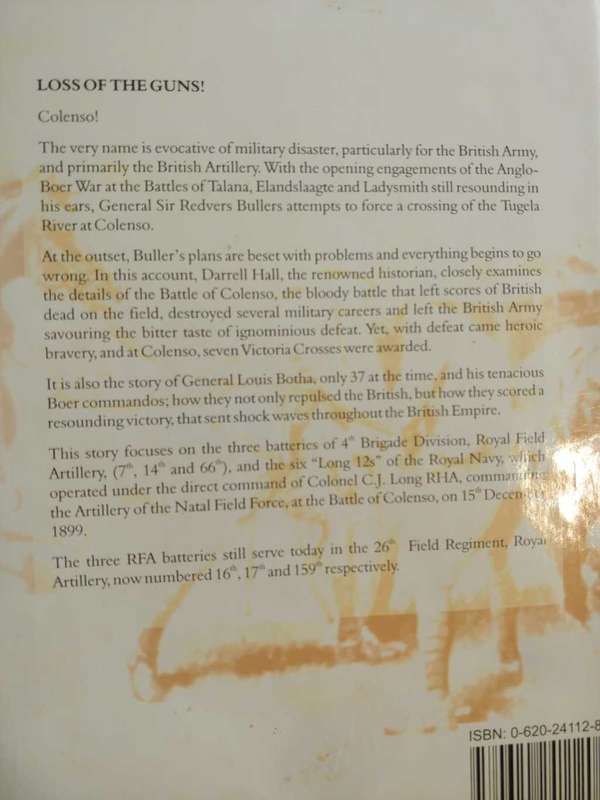 LOSS OF THE GUNS!
Colenso!
The very name is evocative of military disaster, particularly for the British Army,
and primarily the British Artillery. With the opening engagements of the Anglo-
Boer War at the Battles of Talana, Elandslaagte and Ladysmith still resounding in
his ears, General Sir Redvers Bullers attempts to force a crossing of the Tugela
River at Colenso.
At the outset, Buller's plans are beset with problems and everything begins to go
wrong. In this account, Darrell Hall, the renowned historian, closely examines
the details of the Battle of Colenso, the bloody battle that left scores of British
dead on the field, destroyed several military careers and left the British Army
savouring the bitter taste of ignominious defeat. Yet, with defeat came heroic
bravery, and at Colenso, seven Victoria Crosses were awarded.
It is also the story of General Louis Botha, only 37 at the time, and his tenacious
Boer commandos; how they not only repulsed the British, but how they scored a
resounding victory, that sent shock waves throughout the British Empire.
This story focuses on the three batteries of 4th Brigade Division, Royal Field
Artillery, (7th, 14th and 66th), and the six "Long 12s" of the Royal Navy, which
operated under the direct command of Colonel C.J. Long RHA, commanding
the Artillery of the Natal Field Force, at the Battle of Colenso, on 15th December
1899.
The three RFA batteries still serve today in the 26th Field Regiment, Royal
Artillery, now numbered 16th, 17th and 159th respectively.
ISBN: 0-620-24112-8